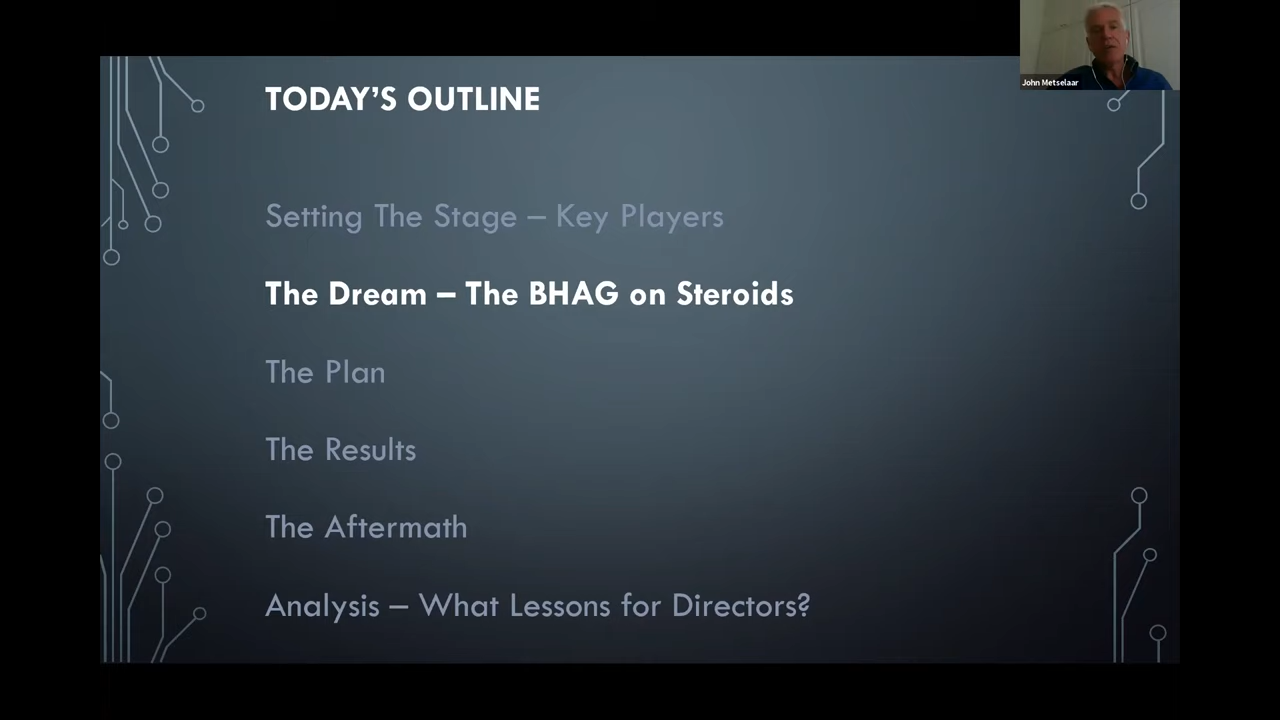 John Metselaar
TODAY'S OUTLINE
Setting The Stage – Key Players
The Dream – The BHAG on Steroids
The Plan
The Results
The Aftermath
Analysis – What Lessons for Directors?